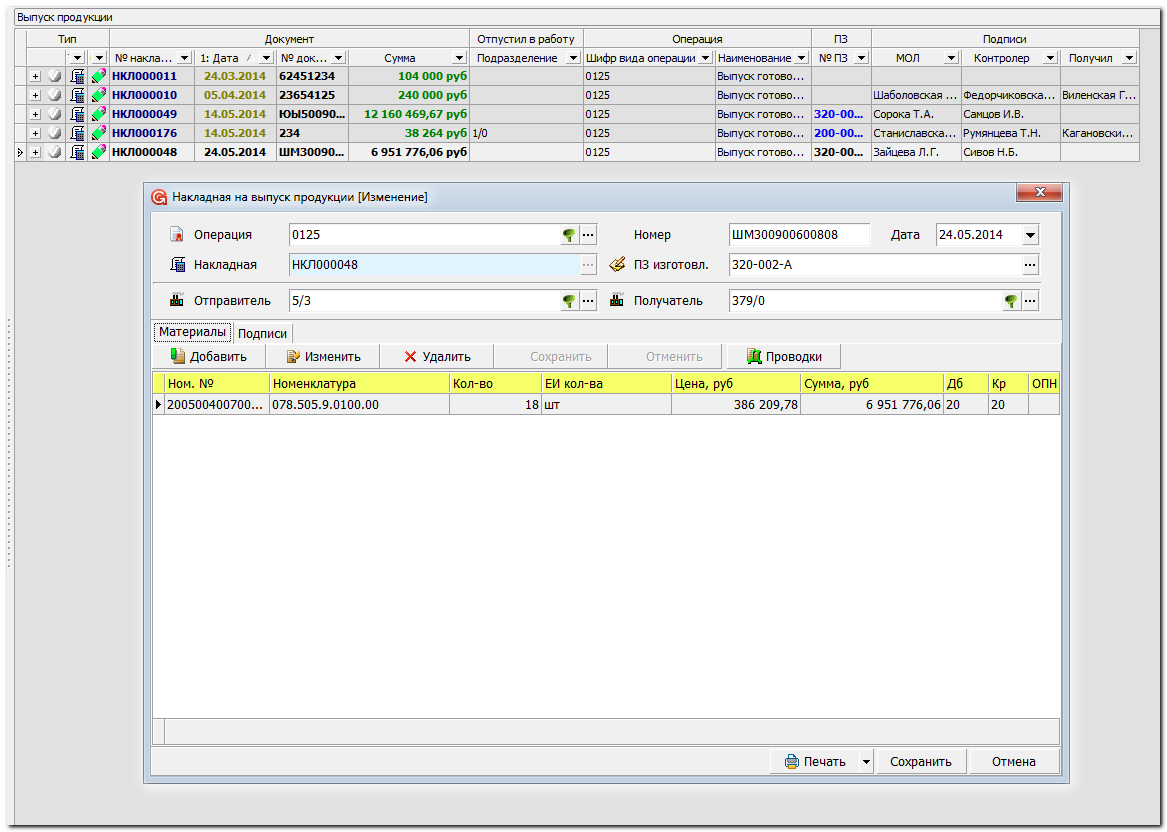 Выпуск продукции
Тип Документ Отпустил в работу Операция ПЗ Подписи
№ накла... 1: Дата № док... Сумма Подразделение Шифр вида операции Наименование № ПЗ МОЛ Контролер Получил
НКЛ000011 24.03.2014 62451234 104 000 руб 0125 Выпуск готово...
НКЛ000010 05.04.2014 23654125 240 000 руб 0125 Выпуск готово... Шаболовская ... Федорчиковска... Виленская Г...
НКЛ000049 14.05.2014 ЮЫ50090... 12 160 469,67 руб 0125 Выпуск готово... 320-00... Сорока Т.А. Самцов И.В.
НКЛ000176 14.05.2014 234 38 264 руб 1/0 0125 Выпуск готово... 200-00... Станиславска... Румянцева Т.Н. Кагановски...
НКЛ000048 24.05.2014 ШМ30090... 6 951 776,06 руб 0125 Выпуск готово... 320-00... Зайцева Л.Г. Сивов Н.Б.
Накладная на выпуск продукции [Изменение]
Операция 0125 Номер ШМ300900600808 Дата 24.05.2014
Накладная НКЛ000048 ПЗ изготовл. 320-002-А
Отправитель 5/3 Получатель 379/0
Материалы Подписи
Добавить Изменить Удалить Сохранить Отменить Проводки
Ном. № Номенклатура Кол-во ЕИ кол-ва Цена, руб Сумма, руб Дб Кр ОПН
200500400700... 078.505.9.0100.00 18 шт 386 209,78 6 951 776,06 20 20
Печать Сохранить Отмена